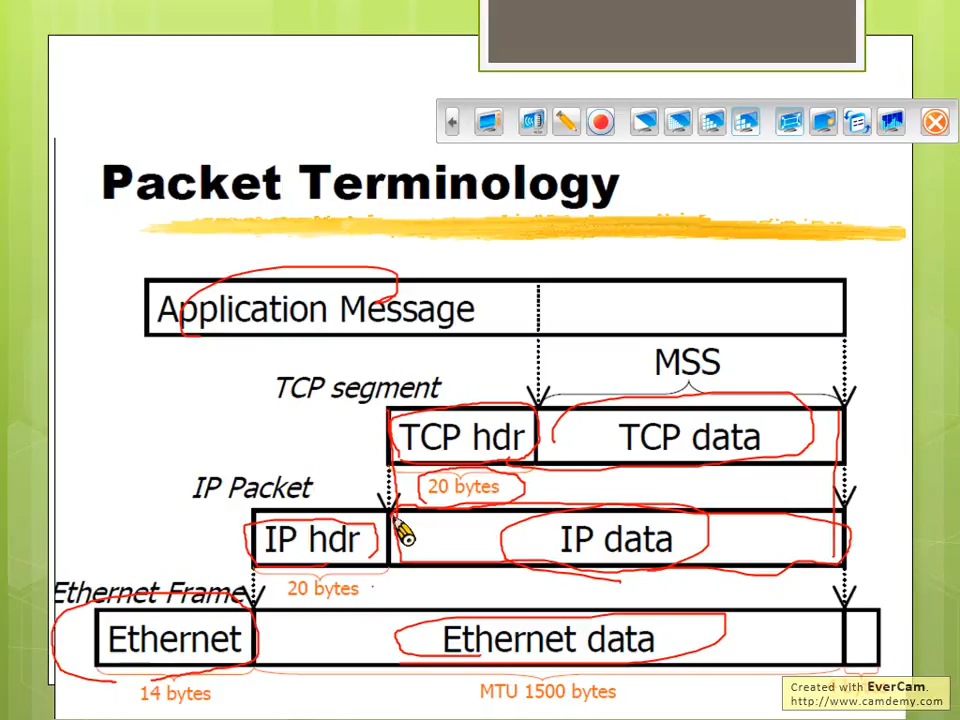 Packet Terminology
Application Message
MSS
TCP segment
TCP hdr
TCP data
20 bytes
IP Packet
IP hdr
IP data
20 bytes
Ethernet Frame
Ethernet
Ethernet data
14 bytes
MTU 1500 bytes
Created with EverCam.
http://www.camdemy.com